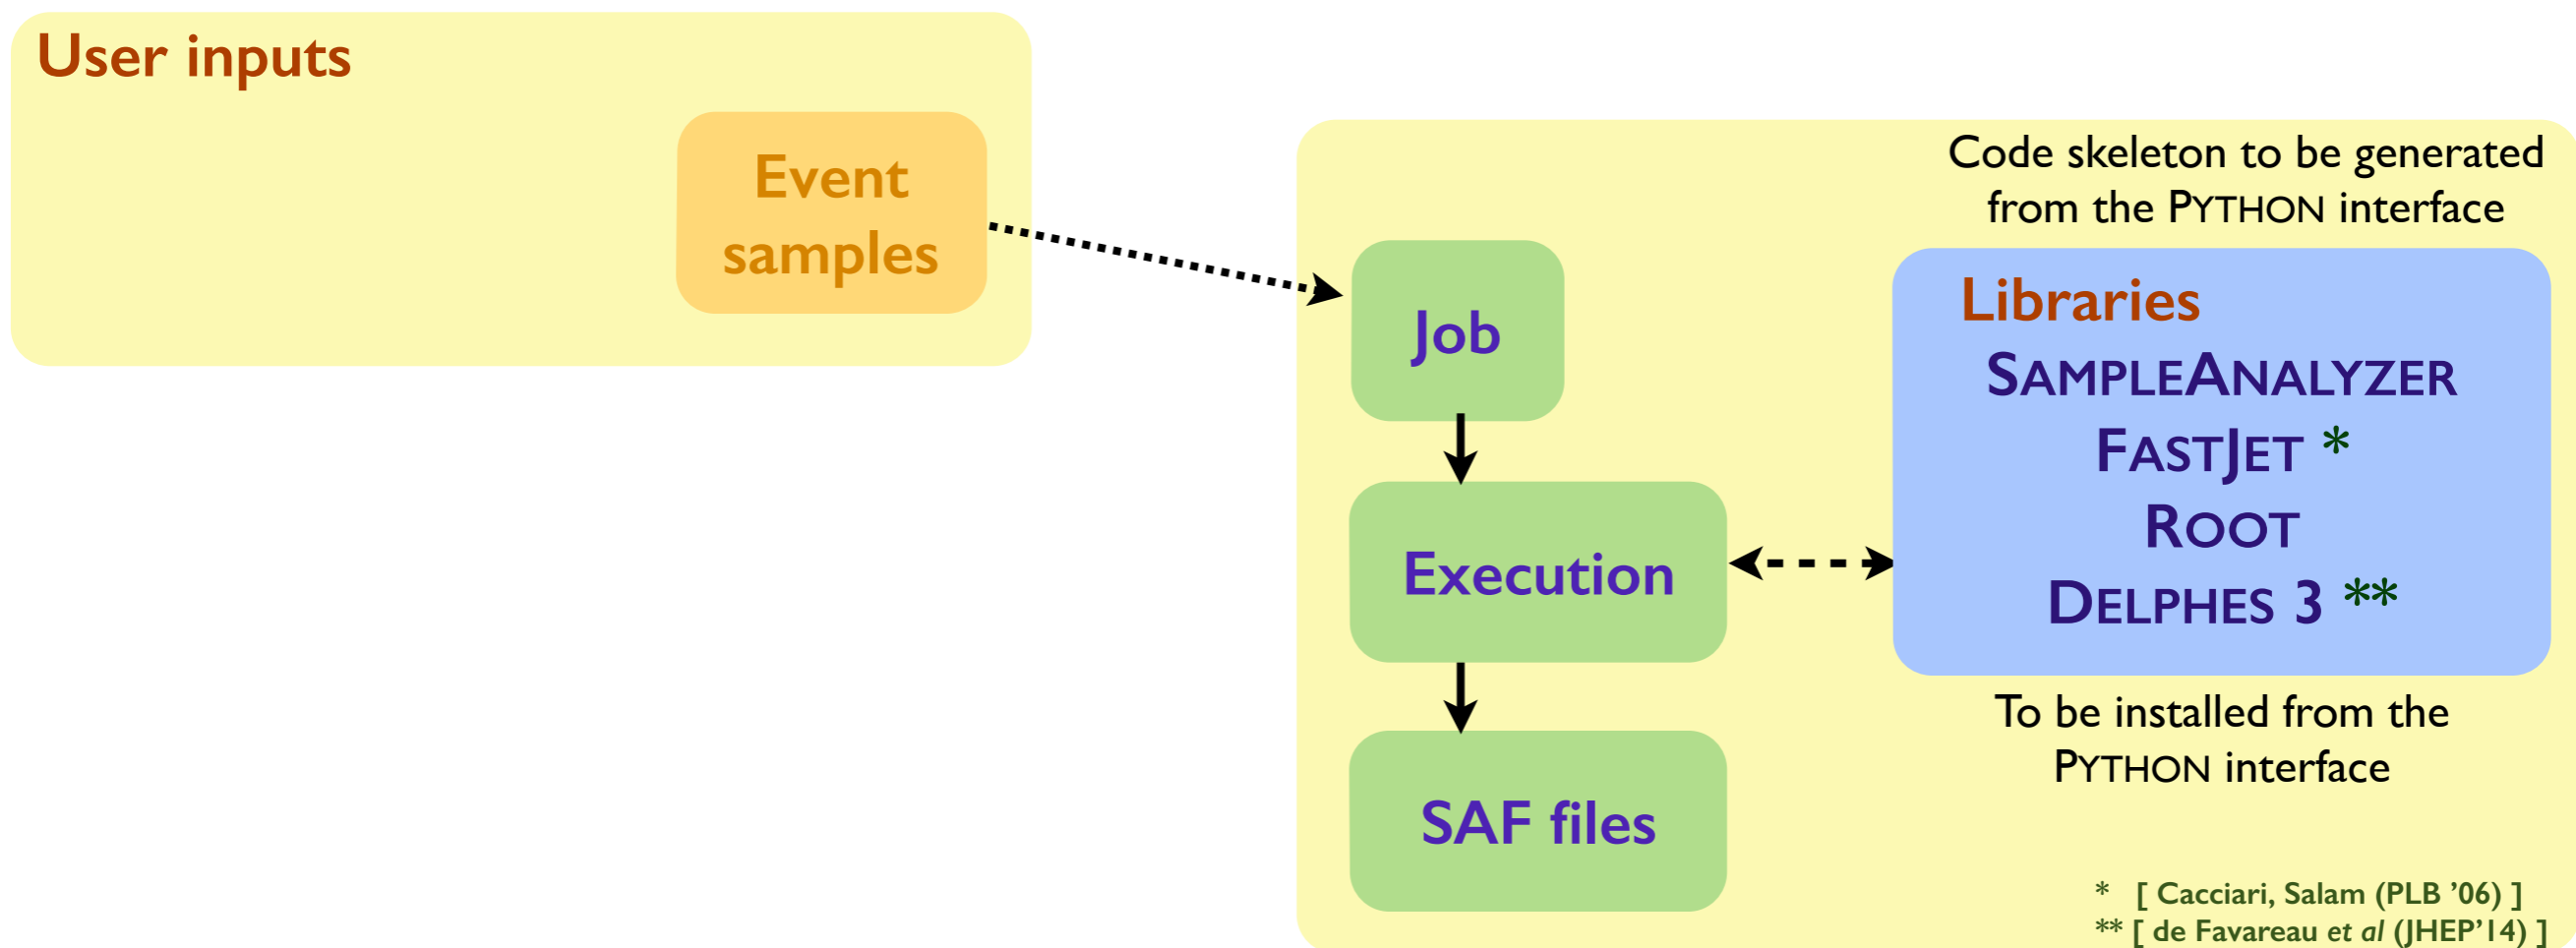 User inputs
Event
samples
Code skeleton to be generated
from the PYTHON interface
Job
Libraries
SAMPLEANALYZER
FASTJET *
ROOT
DELPHES 3 **
Execution
To be installed from the
PYTHON interface
SAF files
* [ Cacciari, Salam (PLB ’06) ]
** [ de Favareau et al (JHEP’14) ]